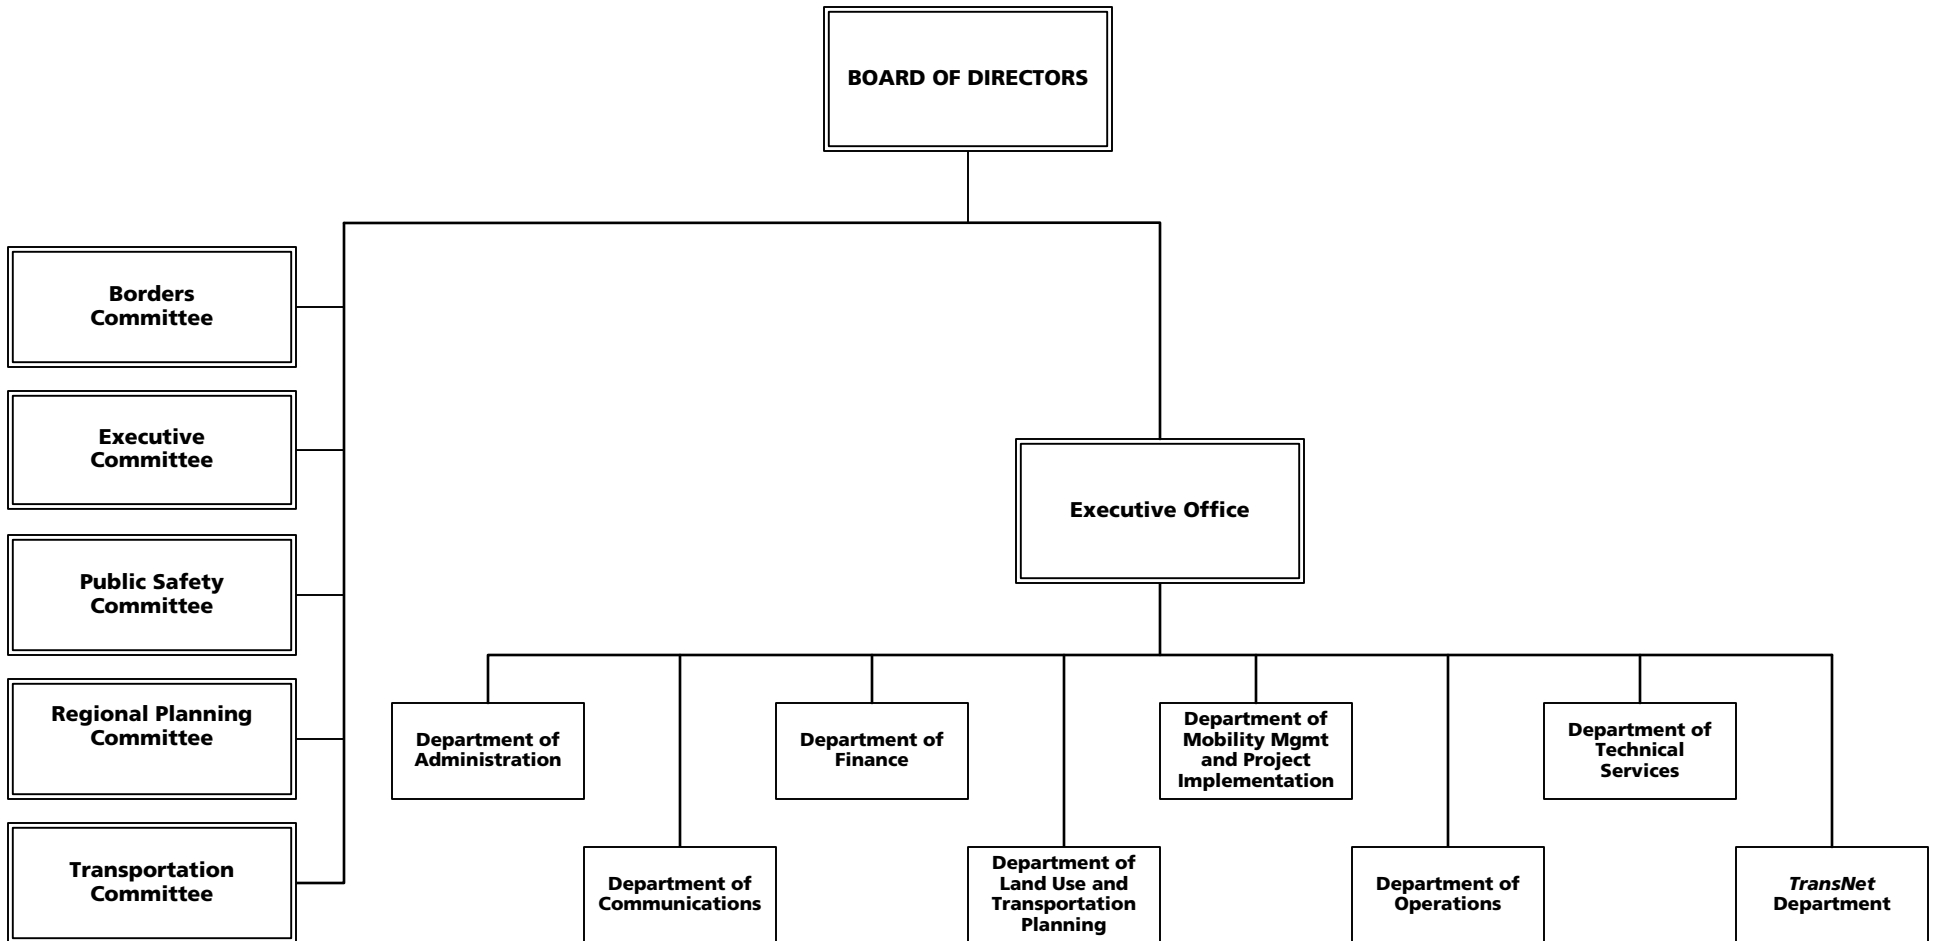 BOARD OF DIRECTORS
Borders
Committee
Executive
Committee
Public Safety
Committee
Regional Planning
Committee
Transportation
Committee
Executive Office
Department of
Administration
Department of
Communications
Department of
Finance
Department of
Land Use and
Transportation
Planning
Department of
Mobility Mgmt
and Project
Implementation
Department of
Operations
Department of
Technical
Services
TransNet
Department